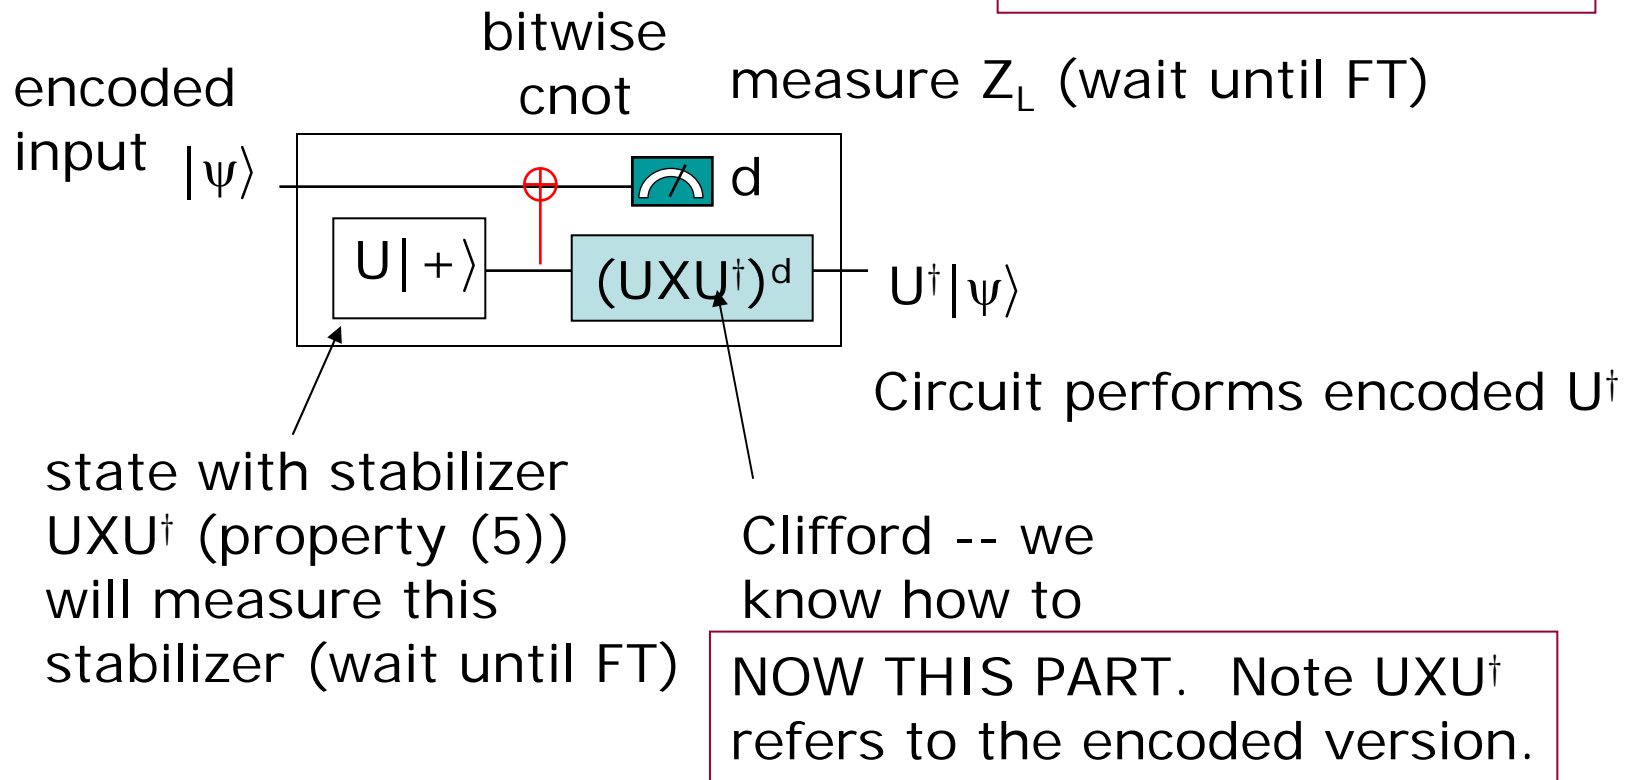 bitwise
cnot
measure Z_L (wait until FT)
encoded
input |ψ⟩
d
U|+⟩
(UXU†)ᵈ
U†|ψ⟩
Circuit performs encoded U†
state with stabilizer
UXU† (property (5))
will measure this
stabilizer (wait until FT)
Clifford -- we
know how to
NOW THIS PART. Note UXU†
refers to the encoded version.